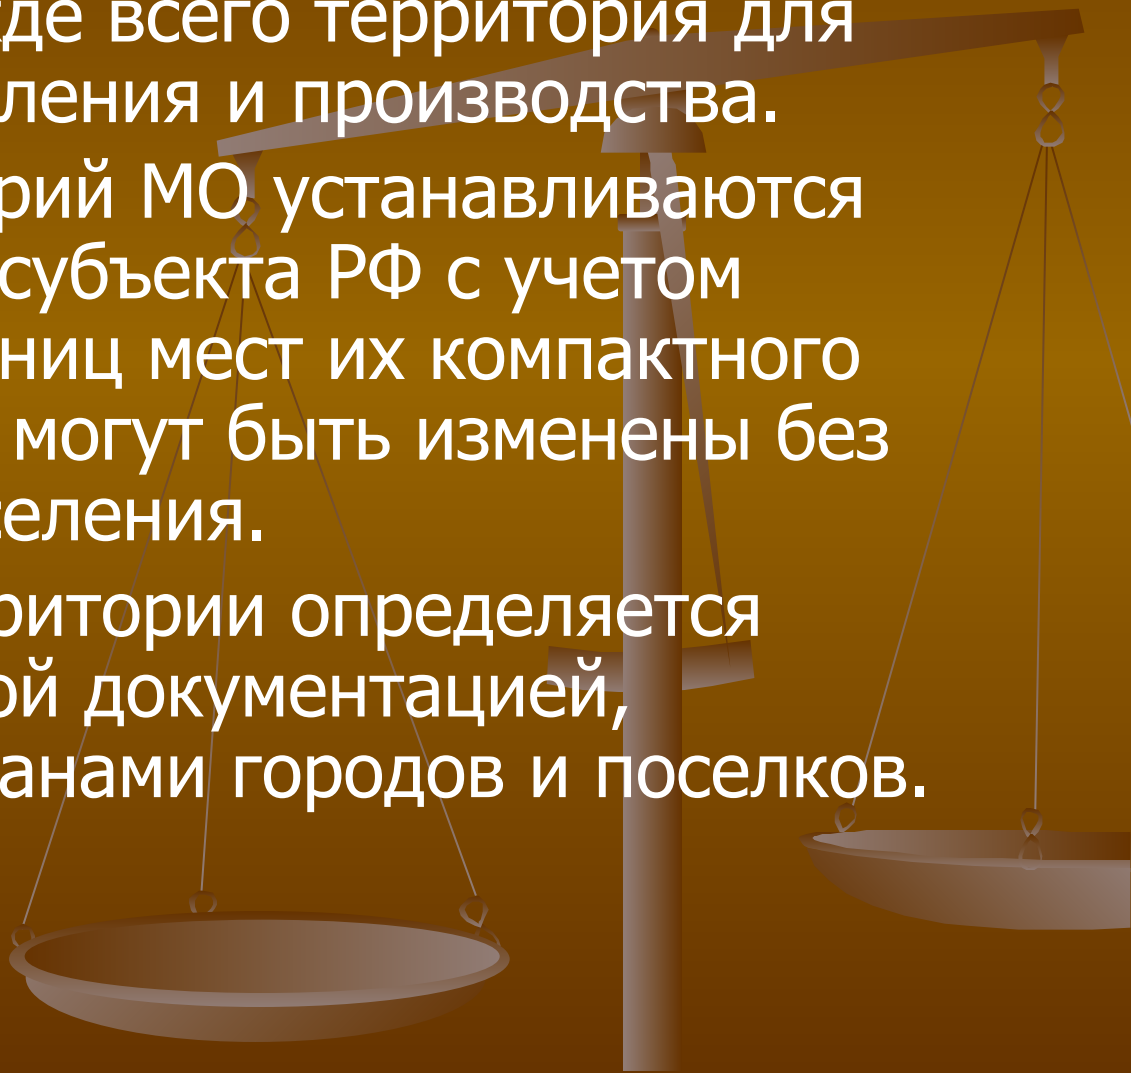 де всего территория для
ления и производства.
рий МО устанавливаются
субъекта РФ с учетом
ниц мест их компактного
могут быть изменены без
еления.
ритории определяется
ой документацией,
анами городов и поселков.